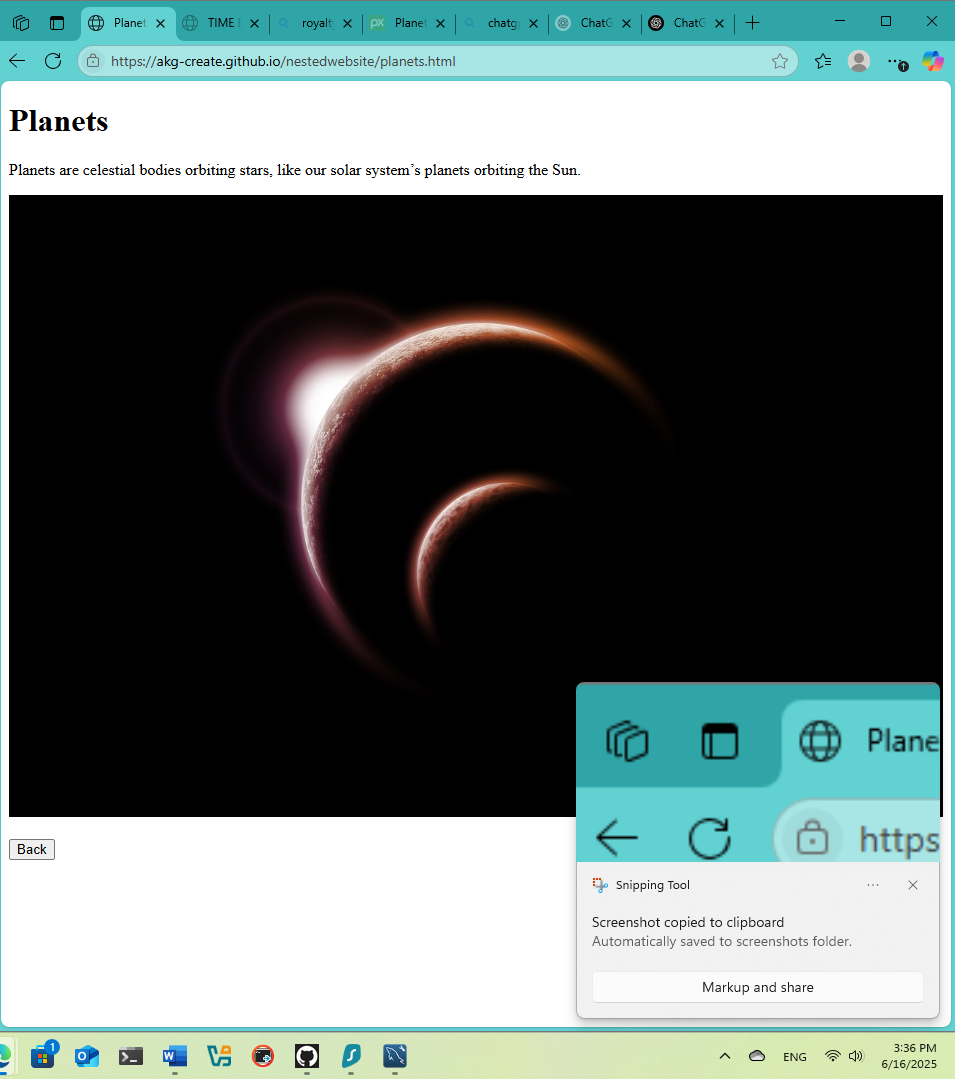 Planet
TIME E
royalt
Planet
chatg
ChatG
ChatG
https://akg-create.github.io/nestedwebsite/planets.html
Planets
Planets are celestial bodies orbiting stars, like our solar system’s planets orbiting the Sun.
Plane
https
Back
Snipping Tool
Screenshot copied to clipboard
Automatically saved to screenshots folder.
Markup and share
1
ENG
3:36 PM
6/16/2025